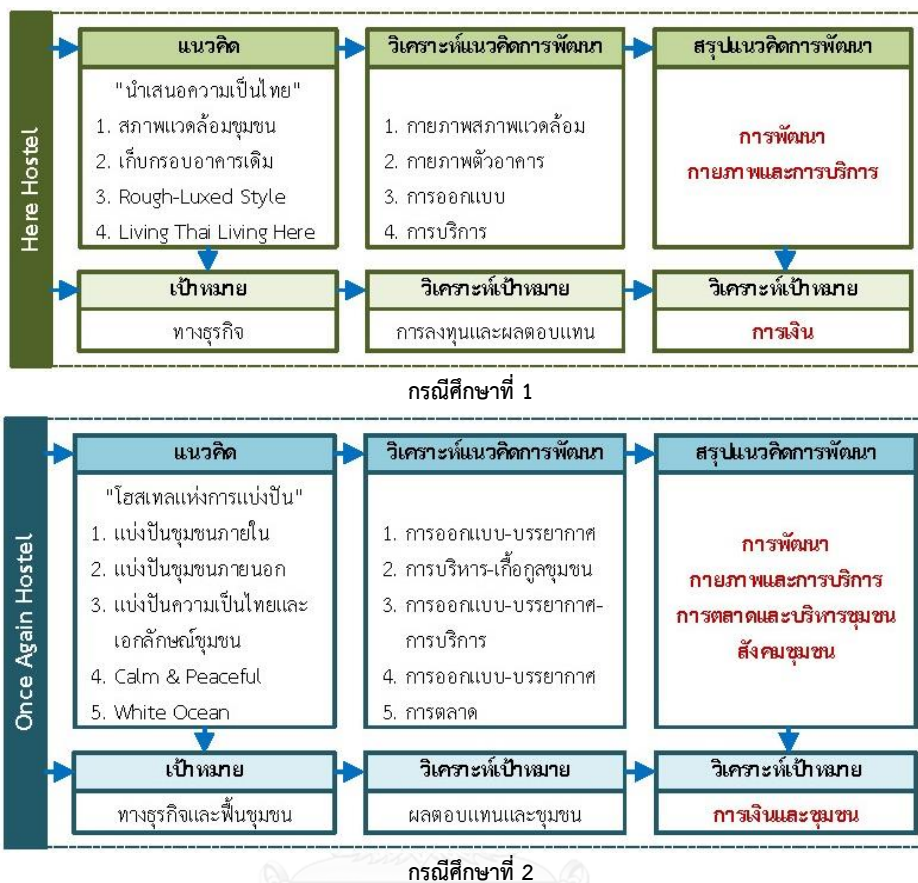 Here Hostel
แนวคิด
"นำเสนอความเป็นไทย"
1. สภาพแวดล้อมชุมชน
2. เก็บกรอบอาคารเดิม
3. Rough-Luxed Style
4. Living Thai Living Here
วิเคราะห์แนวคิดการพัฒนา
1. กายภาพสภาพแวดล้อม
2. กายภาพตัวอาคาร
3. การออกแบบ
4. การบริการ
สรุปแนวคิดการพัฒนา
การพัฒนา
กายภาพและการบริการ
เป้าหมาย
ทางธุรกิจ
วิเคราะห์เป้าหมาย
การลงทุนและผลตอบแทน
วิเคราะห์เป้าหมาย
การเงิน
กรณีศึกษาที่ 1
Once Again Hostel
แนวคิด
"โฮสเทลแห่งการแบ่งปัน"
1. แบ่งปันชุมชนภายใน
2. แบ่งปันชุมชนภายนอก
3. แบ่งปันความเป็นไทยและ
เอกลักษณ์ชุมชน
4. Calm & Peaceful
5. White Ocean
วิเคราะห์แนวคิดการพัฒนา
1. การออกแบบ-บรรยากาศ
2. การบริหาร-เกื้อกูลชุมชน
3. การออกแบบ-บรรยากาศ-
การบริการ
4. การออกแบบ-บรรยากาศ
5. การตลาด
สรุปแนวคิดการพัฒนา
การพัฒนา
กายภาพและการบริการ
การตลาดและบริหารชุมชน
สังคมชุมชน
เป้าหมาย
ทางธุรกิจและฟื้นชุมชน
วิเคราะห์เป้าหมาย
ผลตอบแทนและชุมชน
วิเคราะห์เป้าหมาย
การเงินและชุมชน
กรณีศึกษาที่ 2